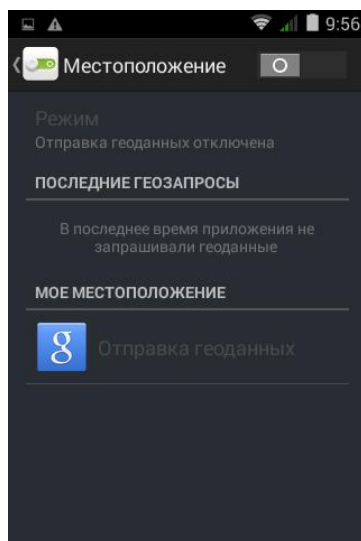 9:56
Местоположение
Режим
Отправка геоданных отключена
ПОСЛЕДНИЕ ГЕОЗАПРОСЫ
В последнее время приложения не
запрашивали геоданные
МОЕ МЕСТОПОЛОЖЕНИЕ
g Отправка геоданных